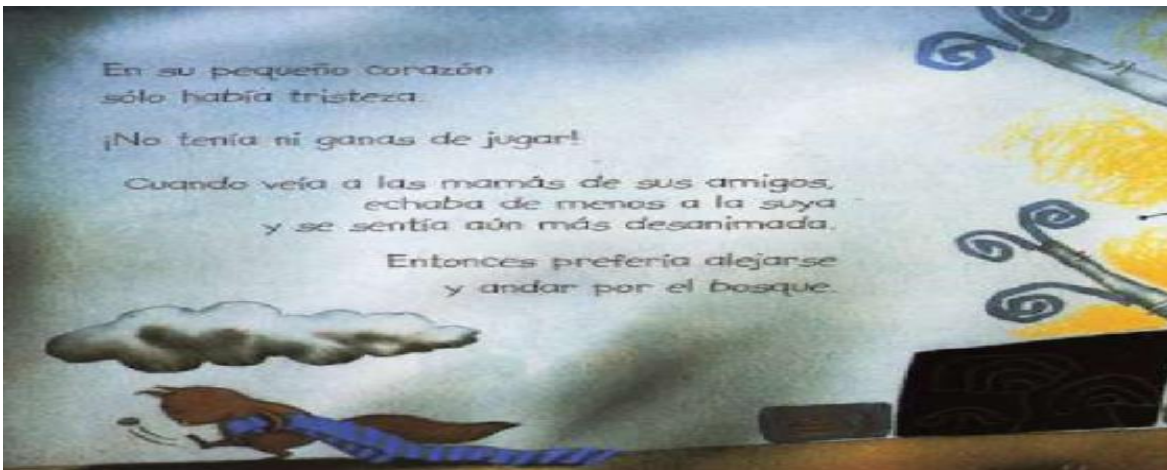 En su pequeño corazón
sólo había tristeza.
¡No tenía ni ganas de jugar!
Cuando veía a las mamás de sus amigos,
echaba de menos a la suya
y se sentía aún más desanimada.
Entonces prefería alejarse
y andar por el bosque.